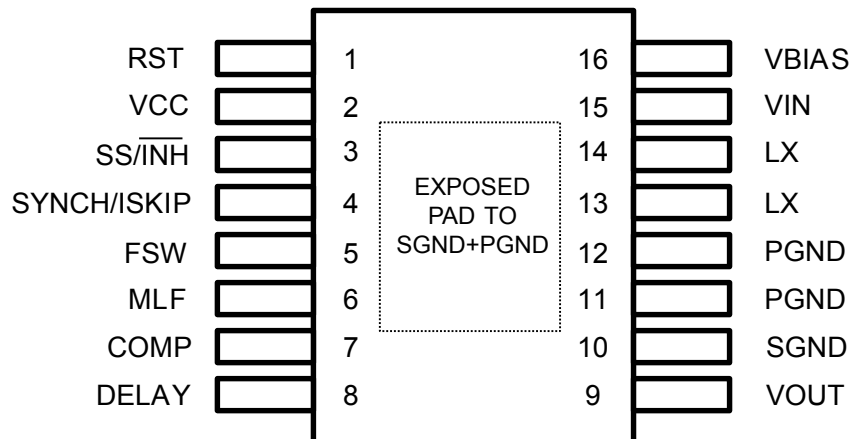 RST 1 16 VBIAS
VCC 2 15 VIN
SS/I̅N̅H̅ 3 14 LX
SYNCH/ISKIP 4 13 LX
FSW 5 12 PGND
MLF 6 11 PGND
COMP 7 10 SGND
DELAY 8 9 VOUT
EXPOSED
PAD TO
SGND+PGND